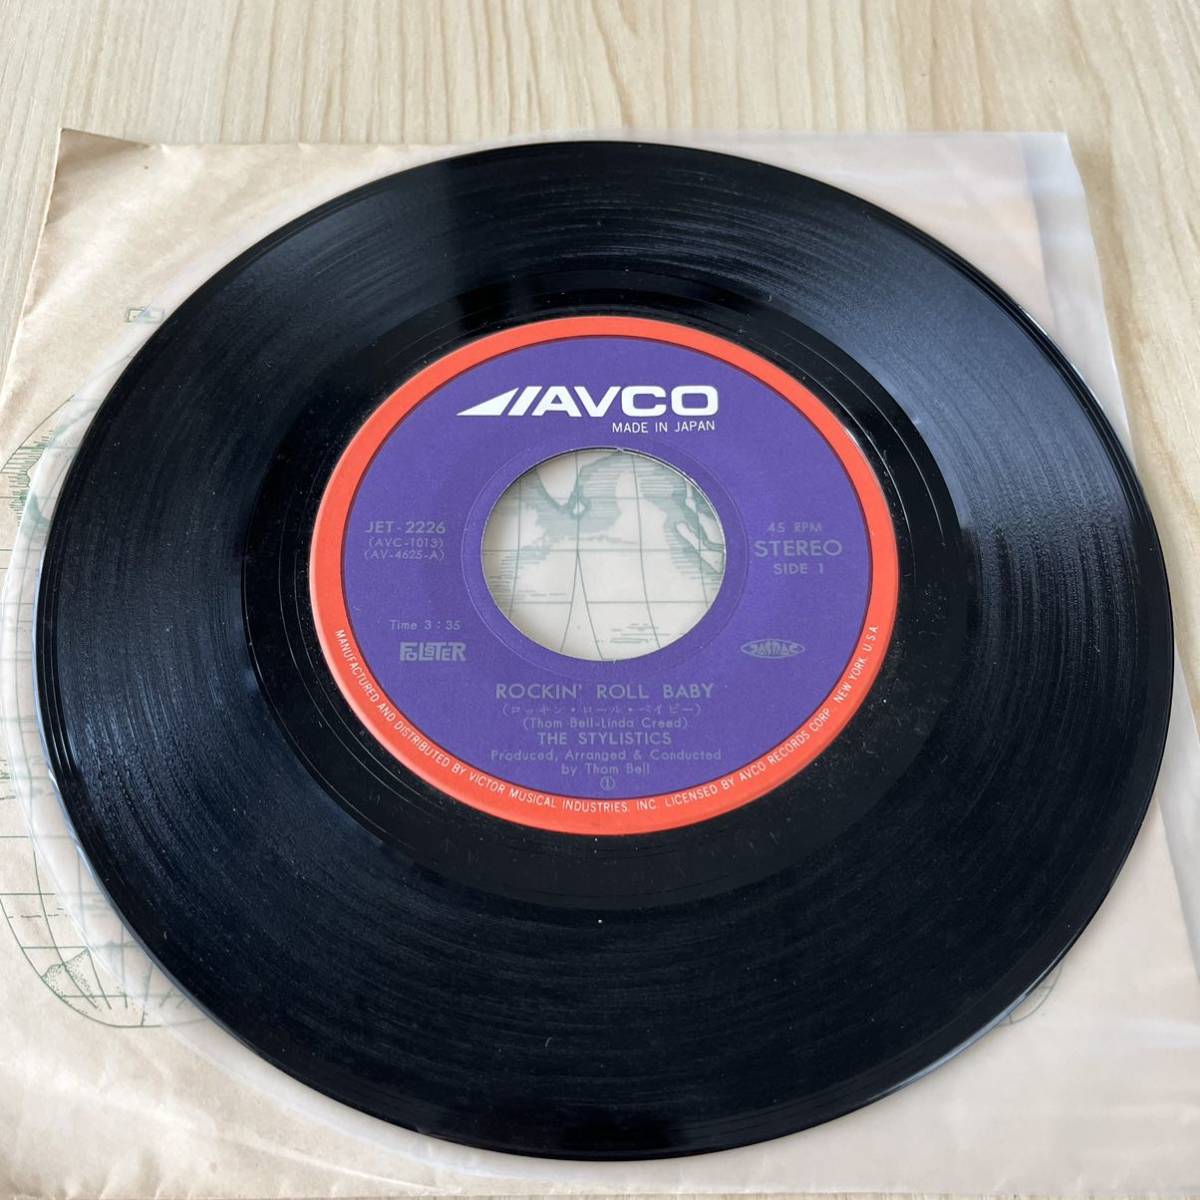 AVCO
MADE IN JAPAN
JET-2226
(AVC-1013)
(AV-4625-A)
45 RPM
STEREO
SIDE 1
Time 3:35
FOLSTER
JASRAC
ROCKIN' ROLL BABY
(ロッキン・ロール・ベイビー)
(Thom Bell-Linda Creed)
THE STYLISTICS
Produced, Arranged & Conducted
by Thom Bell
①
MANUFACTURED AND DISTRIBUTED BY VICTOR MUSICAL INDUSTRIES, INC. LICENSED BY AVCO RECORDS CORP. NEW YORK U.S.A.